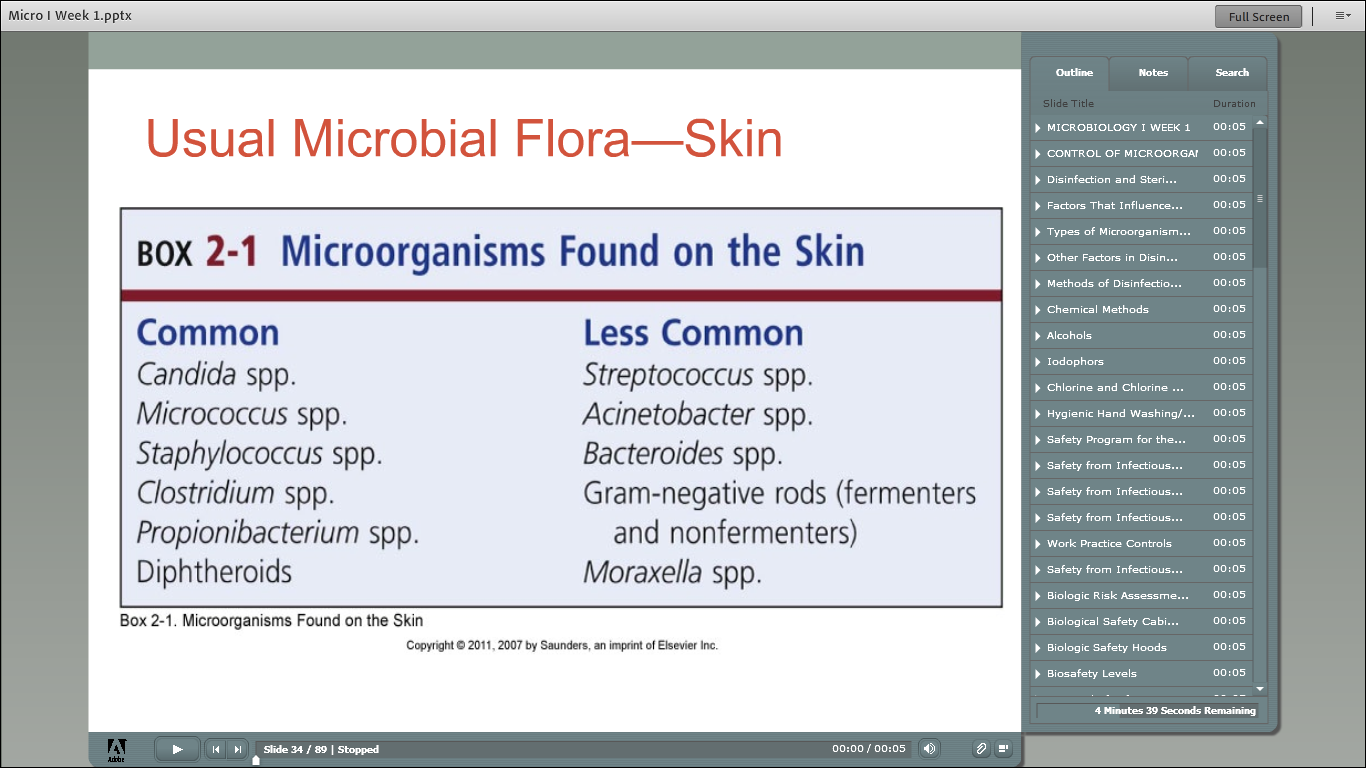 Micro I Week 1.pptx
Full Screen
Usual Microbial Flora—Skin
BOX 2-1 Microorganisms Found on the Skin
Common
Candida spp.
Micrococcus spp.
Staphylococcus spp.
Clostridium spp.
Propionibacterium spp.
Diphtheroids
Less Common
Streptococcus spp.
Acinetobacter spp.
Bacteroides spp.
Gram-negative rods (fermenters
and nonfermenters)
Moraxella spp.
Box 2-1. Microorganisms Found on the Skin
Copyright © 2011, 2007 by Saunders, an imprint of Elsevier Inc.
Outline Notes Search
Slide Title Duration
MICROBIOLOGY I WEEK 1 00:05
CONTROL OF MICROORGAN 00:05
Disinfection and Steri... 00:05
Factors That Influence... 00:05
Types of Microorganism... 00:05
Other Factors in Disin... 00:05
Methods of Disinfectio... 00:05
Chemical Methods 00:05
Alcohols 00:05
Iodophors 00:05
Chlorine and Chlorine ... 00:05
Hygienic Hand Washing/... 00:05
Safety Program for the... 00:05
Safety from Infectious... 00:05
Safety from Infectious... 00:05
Safety from Infectious... 00:05
Work Practice Controls 00:05
Safety from Infectious... 00:05
Biologic Risk Assessme... 00:05
Biological Safety Cabi... 00:05
Biologic Safety Hoods 00:05
Biosafety Levels 00:05
4 Minutes 39 Seconds Remaining
Adobe
Slide 34 / 89 | Stopped
00:00 / 00:05